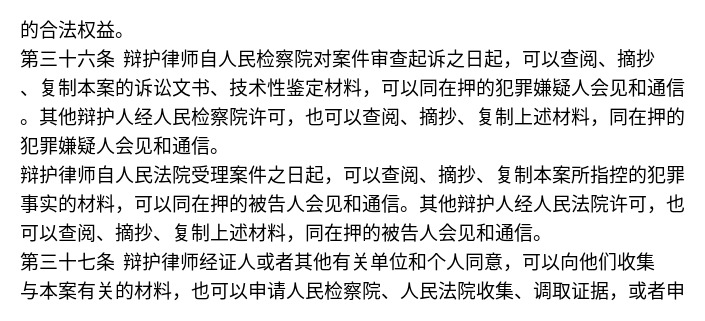 的合法权益。
第三十六条 辩护律师自人民检察院对案件审查起诉之日起，可以查阅、摘抄
、复制本案的诉讼文书、技术性鉴定材料，可以同在押的犯罪嫌疑人会见和通信
。其他辩护人经人民检察院许可，也可以查阅、摘抄、复制上述材料，同在押的
犯罪嫌疑人会见和通信。
辩护律师自人民法院受理案件之日起，可以查阅、摘抄、复制本案所指控的犯罪
事实的材料，可以同在押的被告人会见和通信。其他辩护人经人民法院许可，也
可以查阅、摘抄、复制上述材料，同在押的被告人会见和通信。
第三十七条 辩护律师经证人或者其他有关单位和个人同意，可以向他们收集
与本案有关的材料，也可以申请人民检察院、人民法院收集、调取证据，或者申